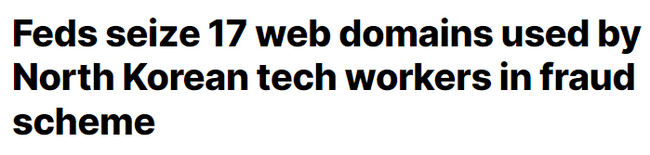 Feds seize 17 web domains used by
North Korean tech workers in fraud
scheme